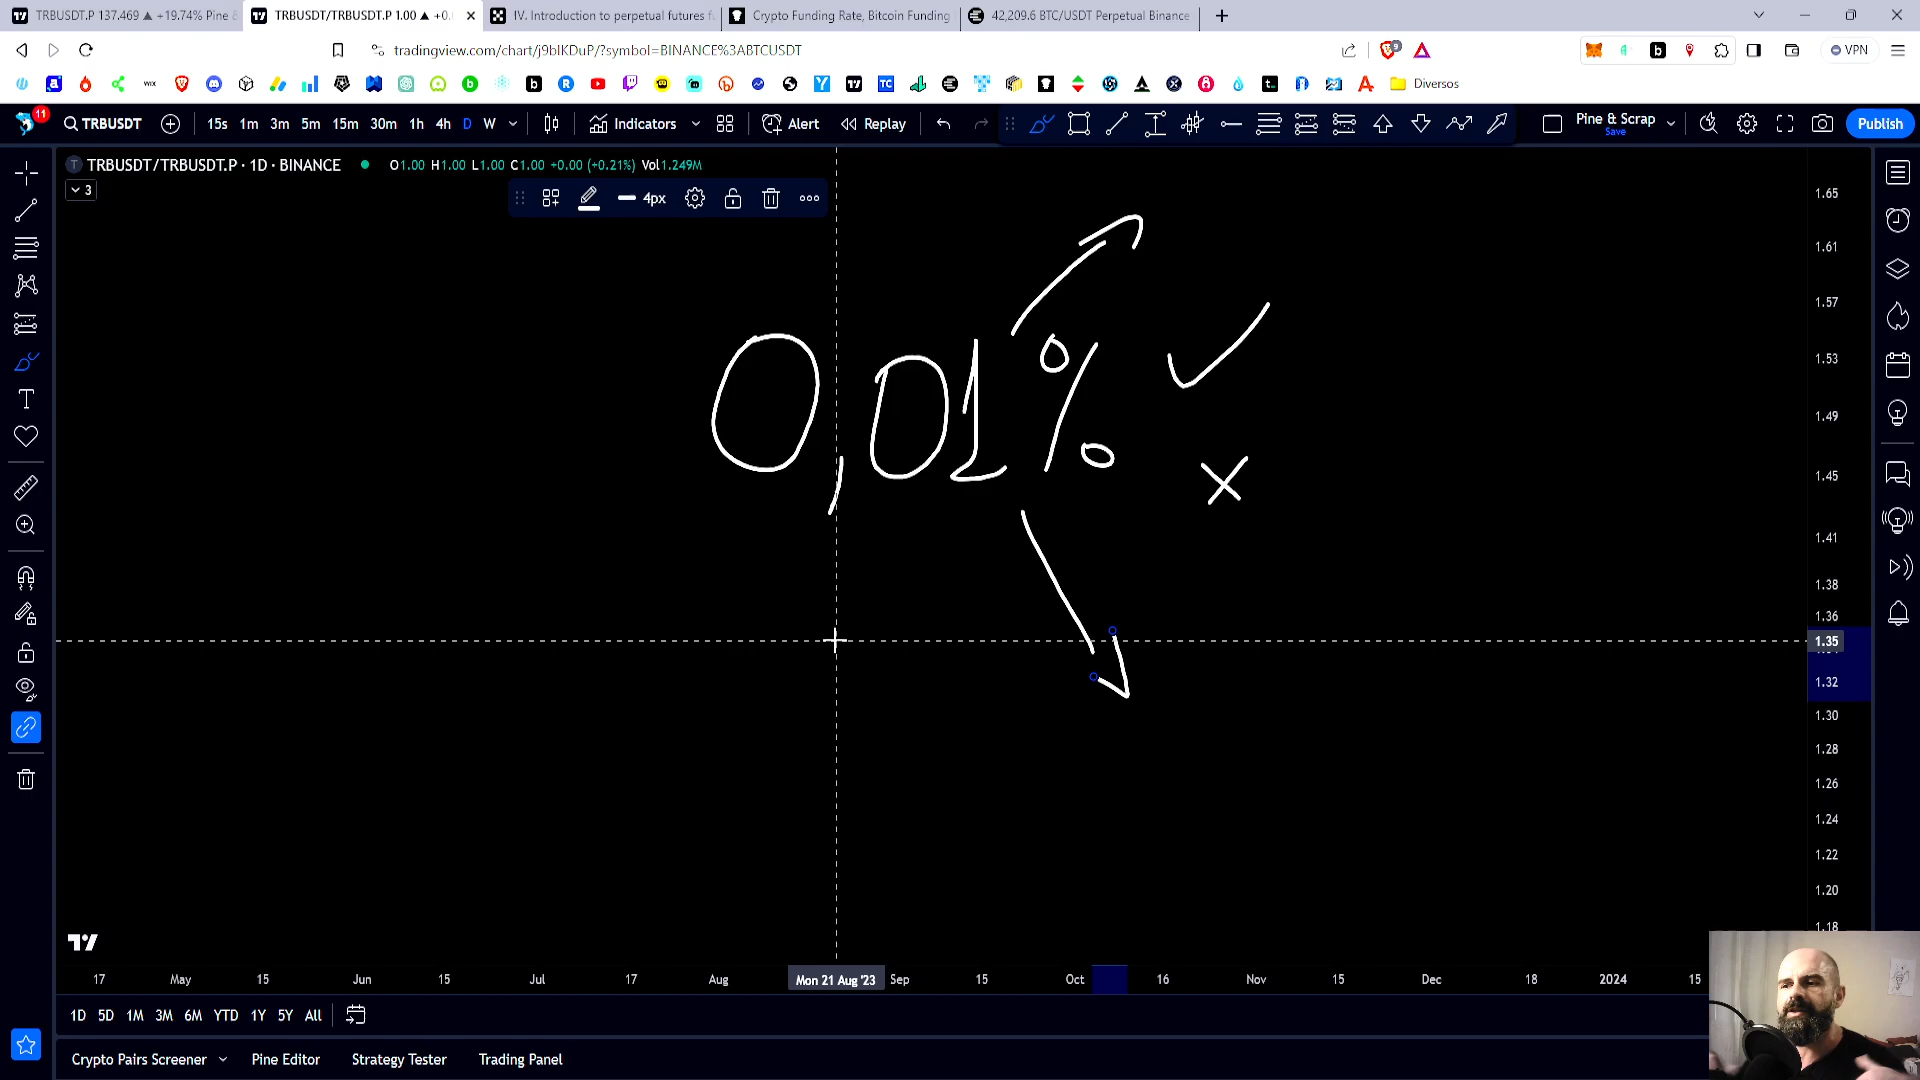 TRBUSDT.P 137.469 ▲ +19.74% Pine &
TRBUSDT/TRBUSDT.P 1.00 ▲ +0.
IV. Introduction to perpetual futures f
Crypto Funding Rate, Bitcoin Funding
42,209.6 BTC/USDT Perpetual Binance
tradingview.com/chart/j9bIKDuP/?symbol=BINANCE%3ABTCUSDT
9
VPN
WIX
TC
Diversos
11
TRBUSDT
15s 1m 3m 5m 15m 30m 1h 4h D W
Indicators
Alert
Replay
Pine & Scrap
Save
Publish
TRBUSDT/TRBUSDT.P · 1D · BINANCE
O1.00 H1.00 L1.00 C1.00 +0.00 (+0.21%) Vol1.249M
3
4px
0,01%
1.65
1.61
1.57
1.53
1.49
1.45
1.41
1.38
1.36
1.35
1.32
1.30
1.28
1.26
1.24
1.22
1.20
1.18
17 May 15 Jun 15 Jul 17 Aug Mon 21 Aug '23 Sep 15 Oct 16 Nov 15 Dec 18 2024 15
1D 5D 1M 3M 6M YTD 1Y 5Y All
Crypto Pairs Screener
Pine Editor
Strategy Tester
Trading Panel